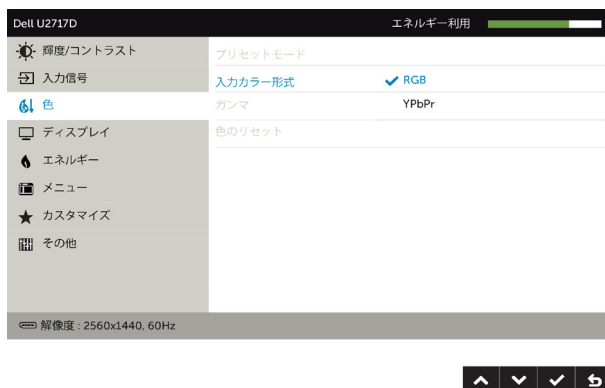 Dell U2717D
エネルギー利用
輝度/コントラスト
プリセットモード
入力信号
入力カラー形式
RGB
色
ガンマ
YPbPr
ディスプレイ
色のリセット
エネルギー
メニュー
カスタマイズ
その他
解像度 : 2560x1440, 60Hz